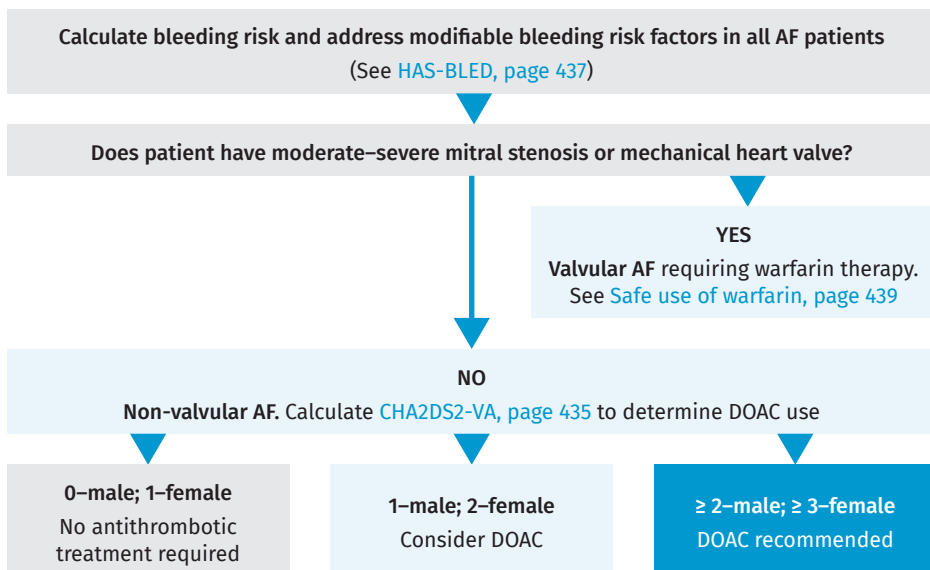 Calculate bleeding risk and address modifiable bleeding risk factors in all AF patients
(See HAS-BLED, page 437)
Does patient have moderate–severe mitral stenosis or mechanical heart valve?
YES
Valvular AF requiring warfarin therapy.
See Safe use of warfarin, page 439
NO
Non-valvular AF. Calculate CHA2DS2-VA, page 435 to determine DOAC use
0–male; 1–female
No antithrombotic
treatment required
1–male; 2–female
Consider DOAC
≥ 2–male; ≥ 3–female
DOAC recommended